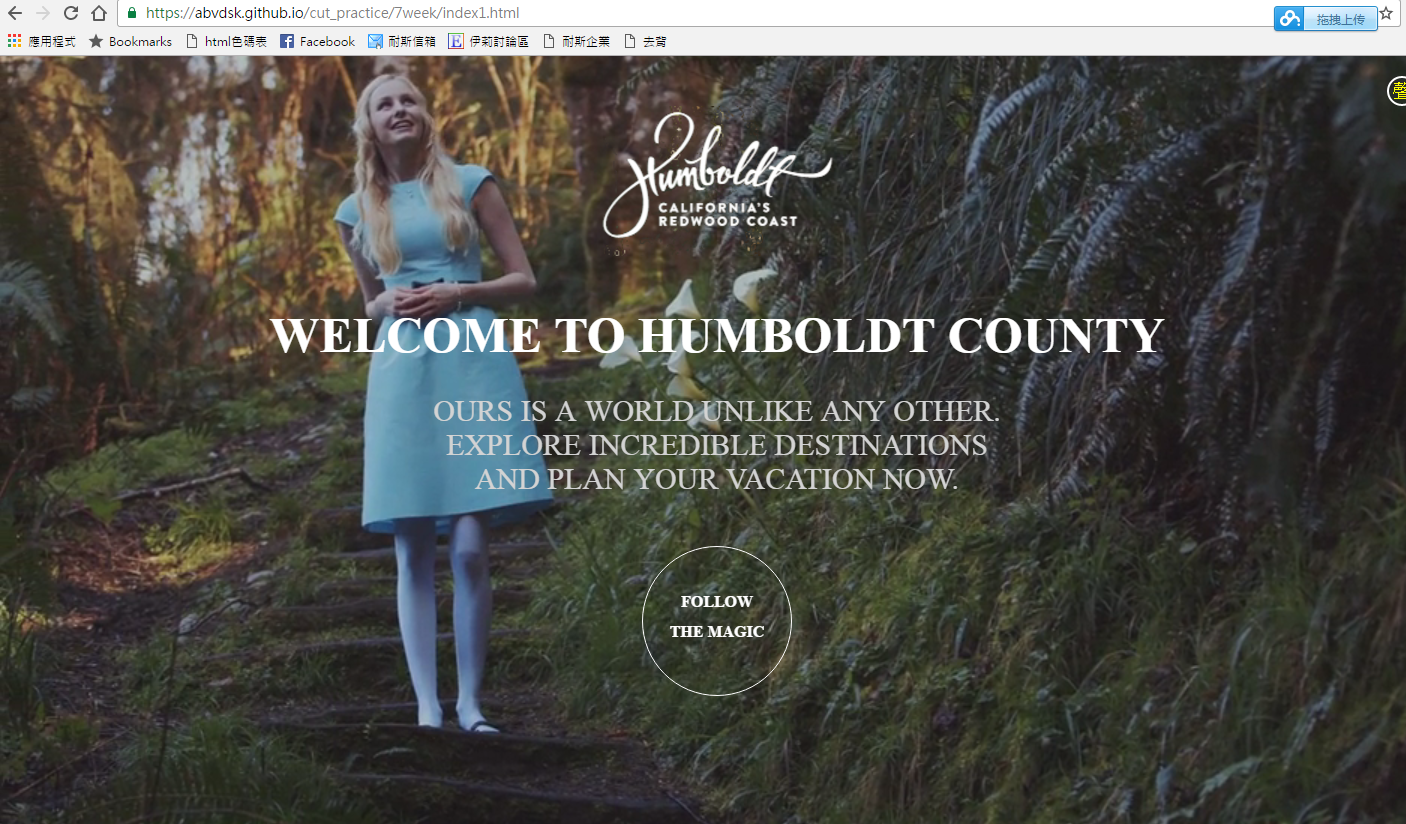 https://abvdsk.github.io/cut_practice/7week/index1.html
拖拽上传
應用程式
Bookmarks
html色碼表
Facebook
耐斯信箱
伊莉討論區
耐斯企業
去背
Humboldt
CALIFORNIA'S
REDWOOD COAST
WELCOME TO HUMBOLDT COUNTY
OURS IS A WORLD UNLIKE ANY OTHER.
EXPLORE INCREDIBLE DESTINATIONS
AND PLAN YOUR VACATION NOW.
FOLLOW
THE MAGIC